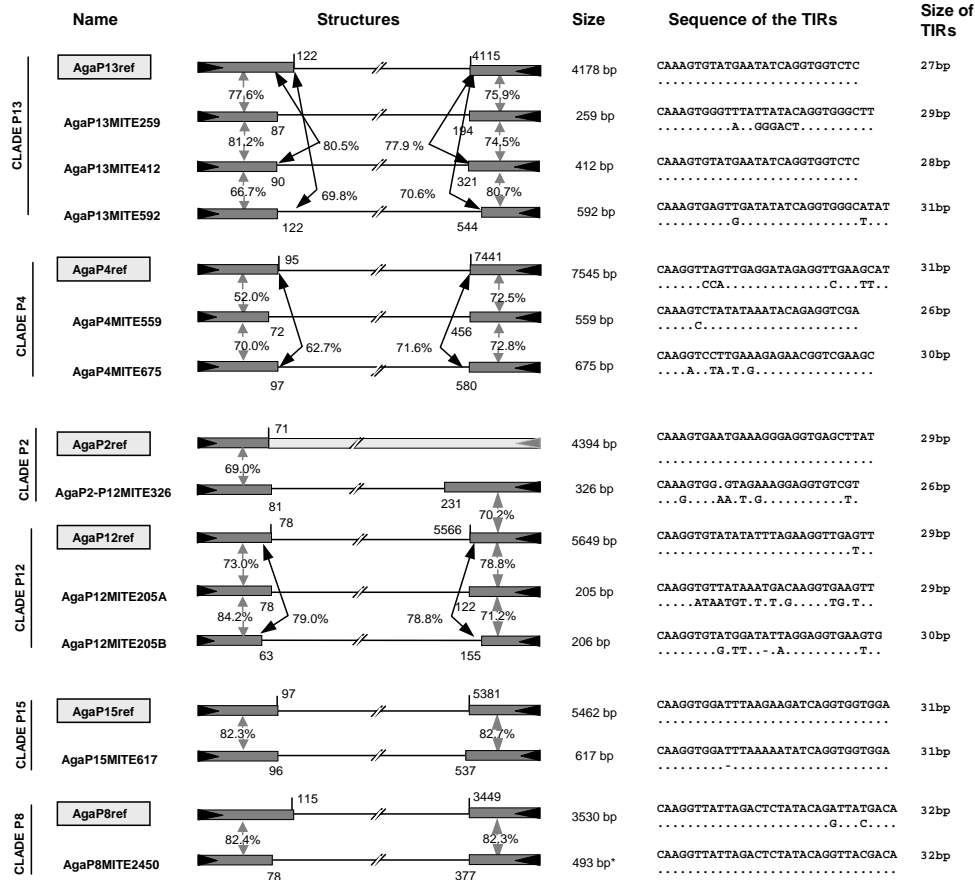 Name Structures Size Sequence of the TIRs Size of TIRs
CLADE P13
AgaP13ref 122 4115 4178 bp CAAAGTGTATGAATATCAGGTGGTCTC 27bp
...........................
77.6% 75.9%
AgaP13MITE259 87 194 259 bp CAAAGTGGGTTTATTATACAGGTGGGCTT 29bp
..........A..GGGACT..........
81.2% 80.5% 77.9 % 74.5%
AgaP13MITE412 90 321 412 bp CAAAGTGTATGAATATCAGGTGGTCTC 28bp
...........................
66.7% 69.8% 70.6% 80.7%
AgaP13MITE592 122 544 592 bp CAAAGTGAGTTGATATATCAGGTGGGCATAT 31bp
..........G...............T...
CLADE P4
AgaP4ref 95 7441 7545 bp CAAGGTTAGTTGAGGATAGAGGTTGAAGCAT 31bp
......CCA.............C...TT..
52.0% 72.5%
AgaP4MITE559 72 456 559 bp CAAAGTCTATATAAATACAGAGGTCGA 26bp
.....C....................
70.0% 62.7% 71.6% 72.8%
AgaP4MITE675 97 580 675 bp CAAGGTCCTTGAAAGAGAACGGTCGAAGC 30bp
....A..TA.T.G.................
CLADE P2
AgaP2ref 71 4394 bp CAAAGTGAATGAAAGGGAGGTGAGCTTAT 29bp
............................
69.0%
AgaP2-P12MITE326 81 231 326 bp CAAAGTGG.GTAGAAAGGAGGTGTCGT 26bp
...G....AA.T.G...........T.
70.2%
CLADE P12
AgaP12ref 78 5566 5649 bp CAAAGTGTATATATTTAGAAGGTTGAGTT 29bp
.........................T..
73.0% 78.8%
AgaP12MITE205A 78 122 205 bp CAAGGTGTTATAAATGACAAGGTGAAGTT 29bp
.....ATAATGT.T.T.G.....TG.T..
84.2% 79.0% 78.8% 71.2%
AgaP12MITE205B 63 155 206 bp CAAGGTGTATGGATATTAGGAGGTGAAGTG 30bp
........G.TT..-.A..........T..
CLADE P15
AgaP15ref 97 5381 5462 bp CAAGGTGGATTTAAGAAGATCAGGTGGTGGA 31bp
...............................
82.3% 82.7%
AgaP15MITE617 96 537 617 bp CAAGGTGGATTTAAAAATATCAGGTGGTGGA 31bp
.........-.....................
CLADE P8
AgaP8ref 115 3449 3530 bp CAAGGTTATTAGACTCTATACAGATTATGACA 32bp
.......................G...C....
82.4% 82.3%
AgaP8MITE2450 78 377 493 bp* CAAGGTTATTAGACTCTATACAGGTTACGACA 32bp
................................